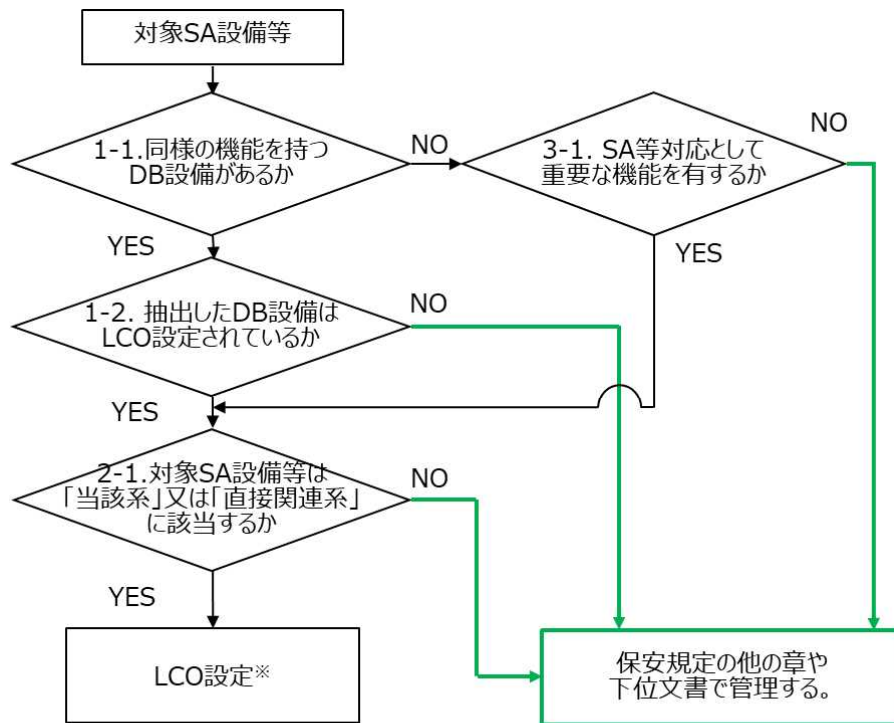 対象SA設備等
1-1.同様の機能を持つ
DB設備があるか
NO
3-1. SA等対応として
重要な機能を有するか
NO
YES
YES
1-2. 抽出したDB設備は
LCO設定されているか
NO
YES
2-1.対象SA設備等は
「当該系」又は「直接関連系」
に該当するか
NO
YES
LCO設定※
保安規定の他の章や
下位文書で管理する。